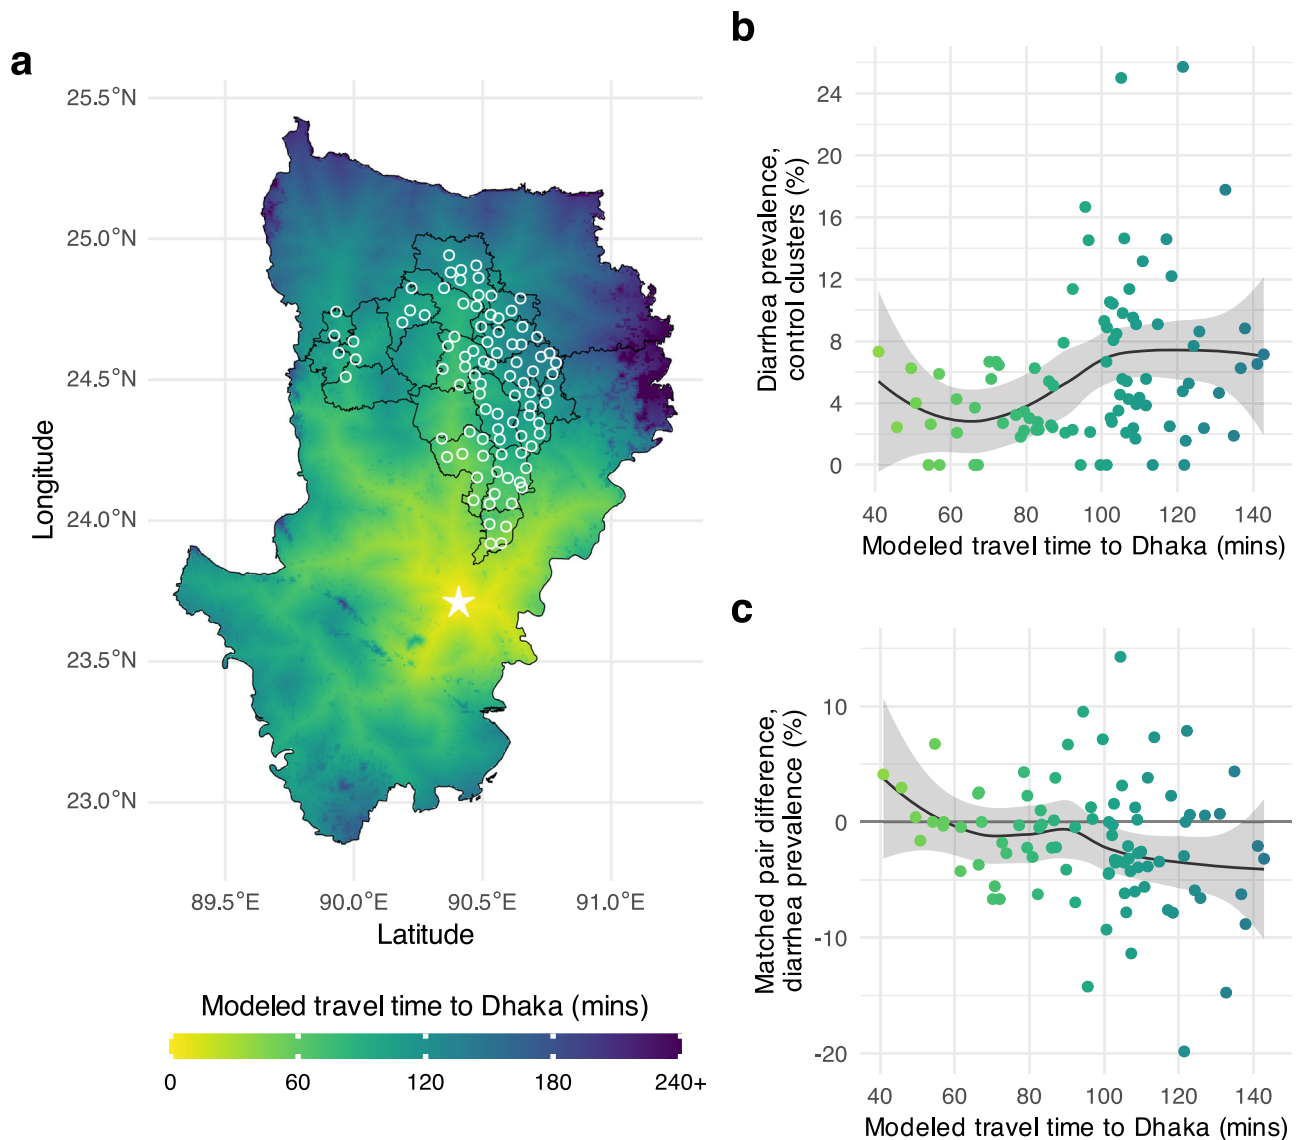 a
25.5°N
25.0°N
24.5°N
24.0°N
23.5°N
23.0°N
Longitude
89.5°E 90.0°E 90.5°E 91.0°E
Latitude
Modeled travel time to Dhaka (mins)
0 60 120 180 240+
b
Diarrhea prevalence,
control clusters (%)
24
20
16
12
8
4
0
40 60 80 100 120 140
Modeled travel time to Dhaka (mins)
c
Matched pair difference,
diarrhea prevalence (%)
10
0
-10
-20
40 60 80 100 120 140
Modeled travel time to Dhaka (mins)